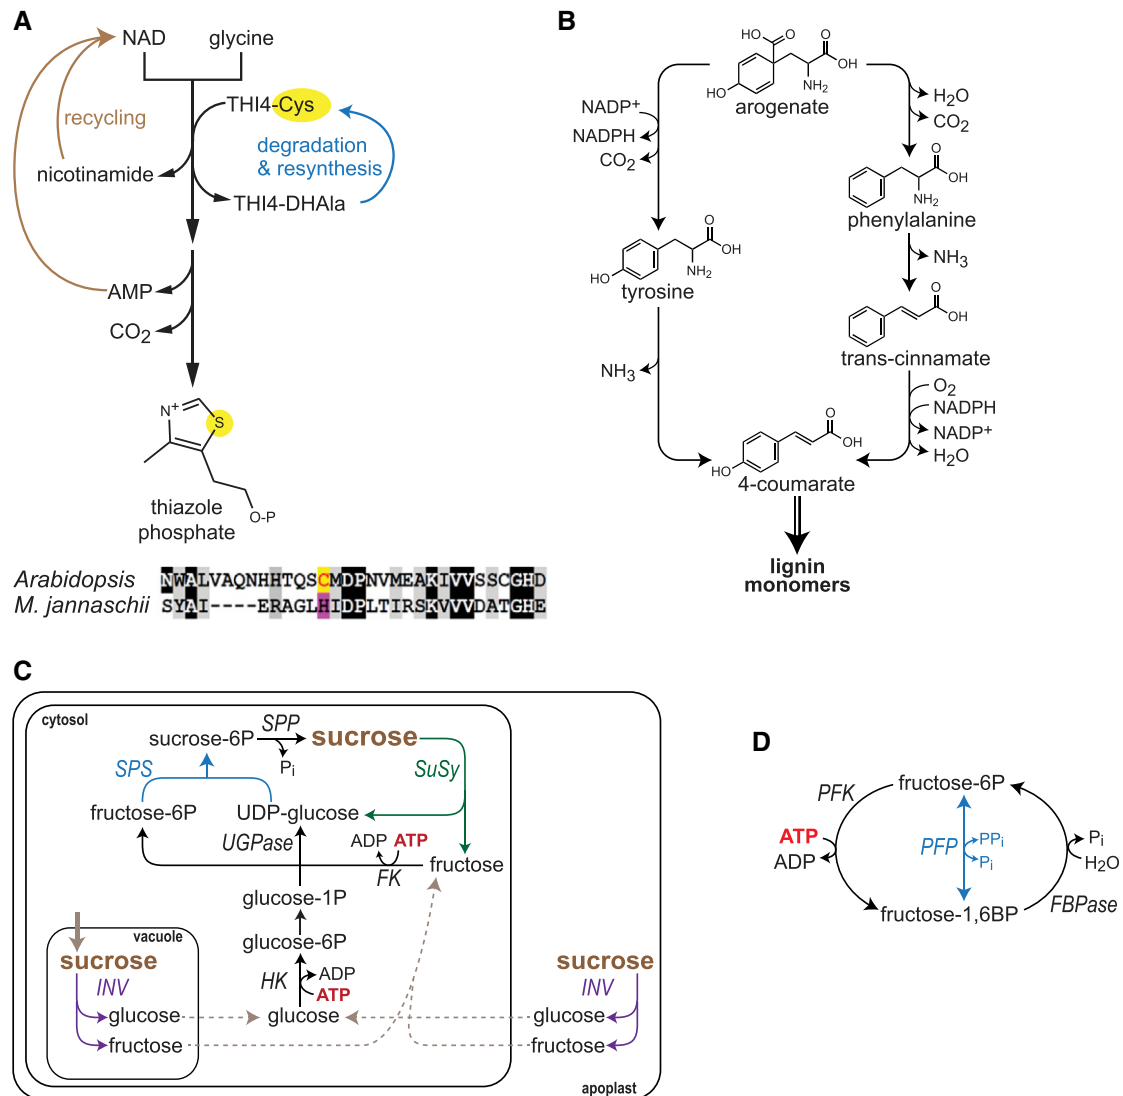 A
NAD
glycine
THI4-Cys
recycling
degradation
& resynthesis
nicotinamide
THI4-DHAla
AMP
CO2
N+
S
O-P
thiazole
phosphate
Arabidopsis NWALVAQNHHTQSCMDPNVMEAKIVVSSCGHD
M. jannaschii SYAI----ERAGLHIDPLTIRSKVVVDATGHE
B
HO
O
O
OH
NH2
HO
arogenate
NADP+
NADPH
CO2
H2O
CO2
O
OH
NH2
phenylalanine
O
OH
NH2
HO
tyrosine
NH3
O
OH
trans-cinnamate
NH3
O2
NADPH
NADP+
H2O
O
OH
HO
4-coumarate
lignin
monomers
C
cytosol
sucrose-6P
SPP
sucrose
Pi
SPS
SuSy
fructose-6P
UDP-glucose
UGPase
ADP
ATP
FK
fructose
glucose-1P
glucose-6P
HK
ADP
ATP
glucose
vacuole
sucrose
INV
glucose
fructose
sucrose
INV
glucose
fructose
apoplast
D
fructose-6P
PFK
ATP
ADP
PFP
PPi
Pi
Pi
H2O
FBPase
fructose-1,6BP